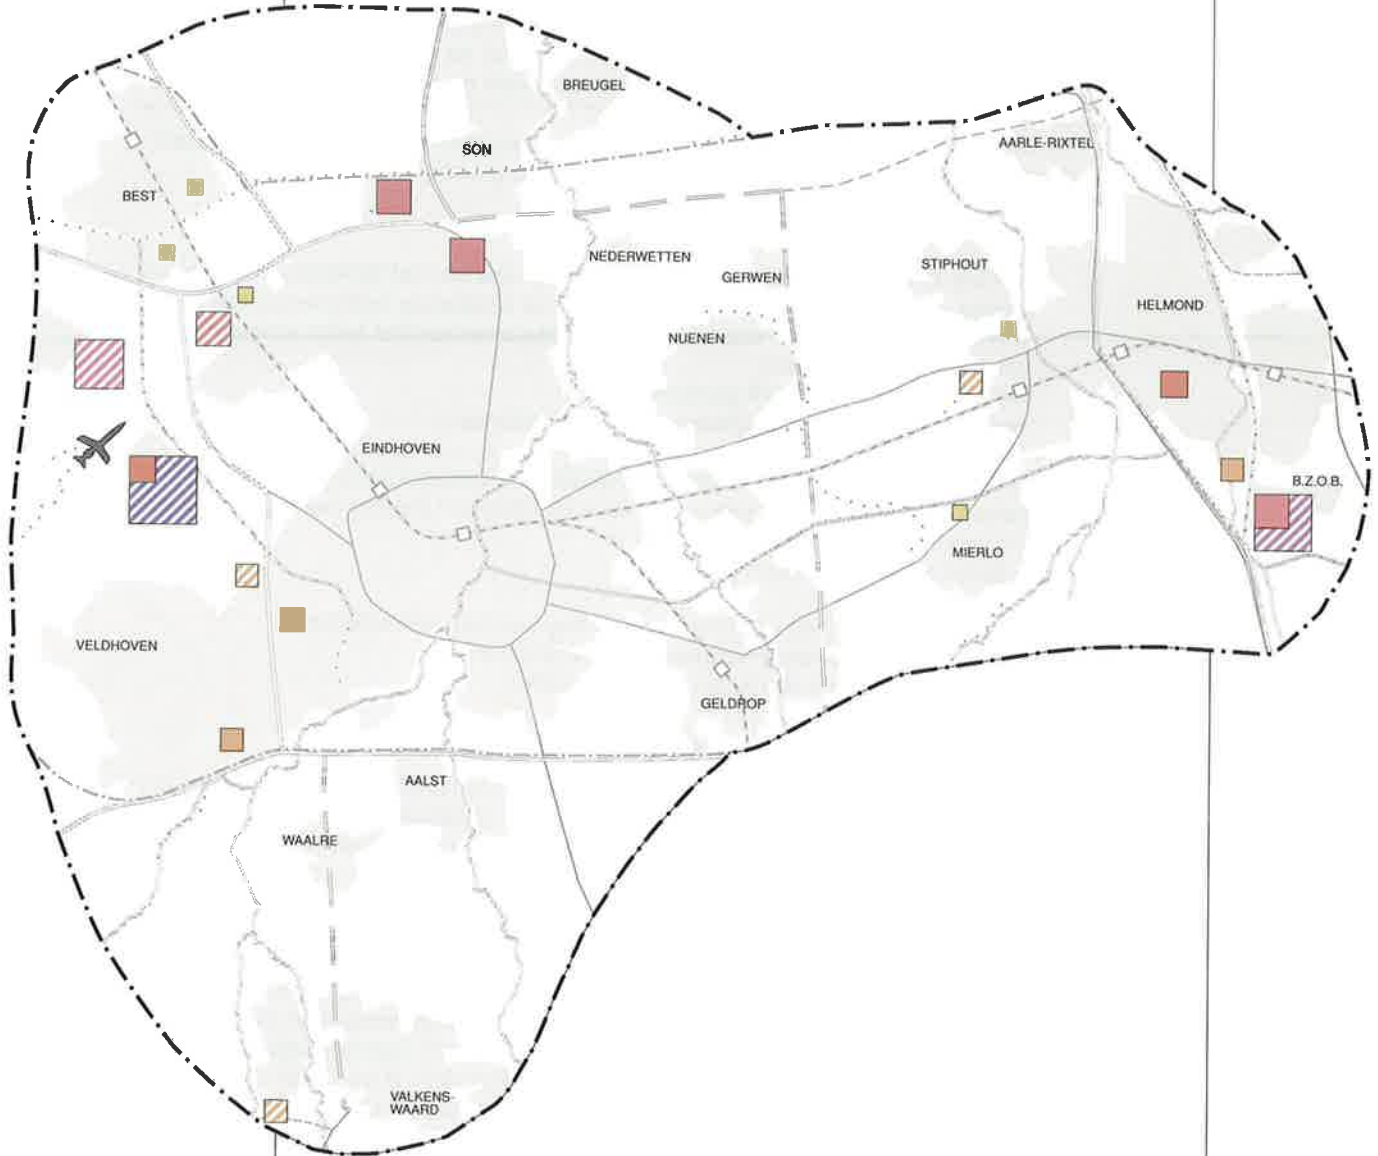 BREUGEL
AARLE-RIXTEL
SON
BEST
NEDERWETTEN
GERWEN
STIPHOUT
HELMOND
NUENEN
EINDHOVEN
B.Z.O.B.
MIERLO
VELDHOVEN
GELDROP
AALST
WAALRE
VALKENS-
WAARD